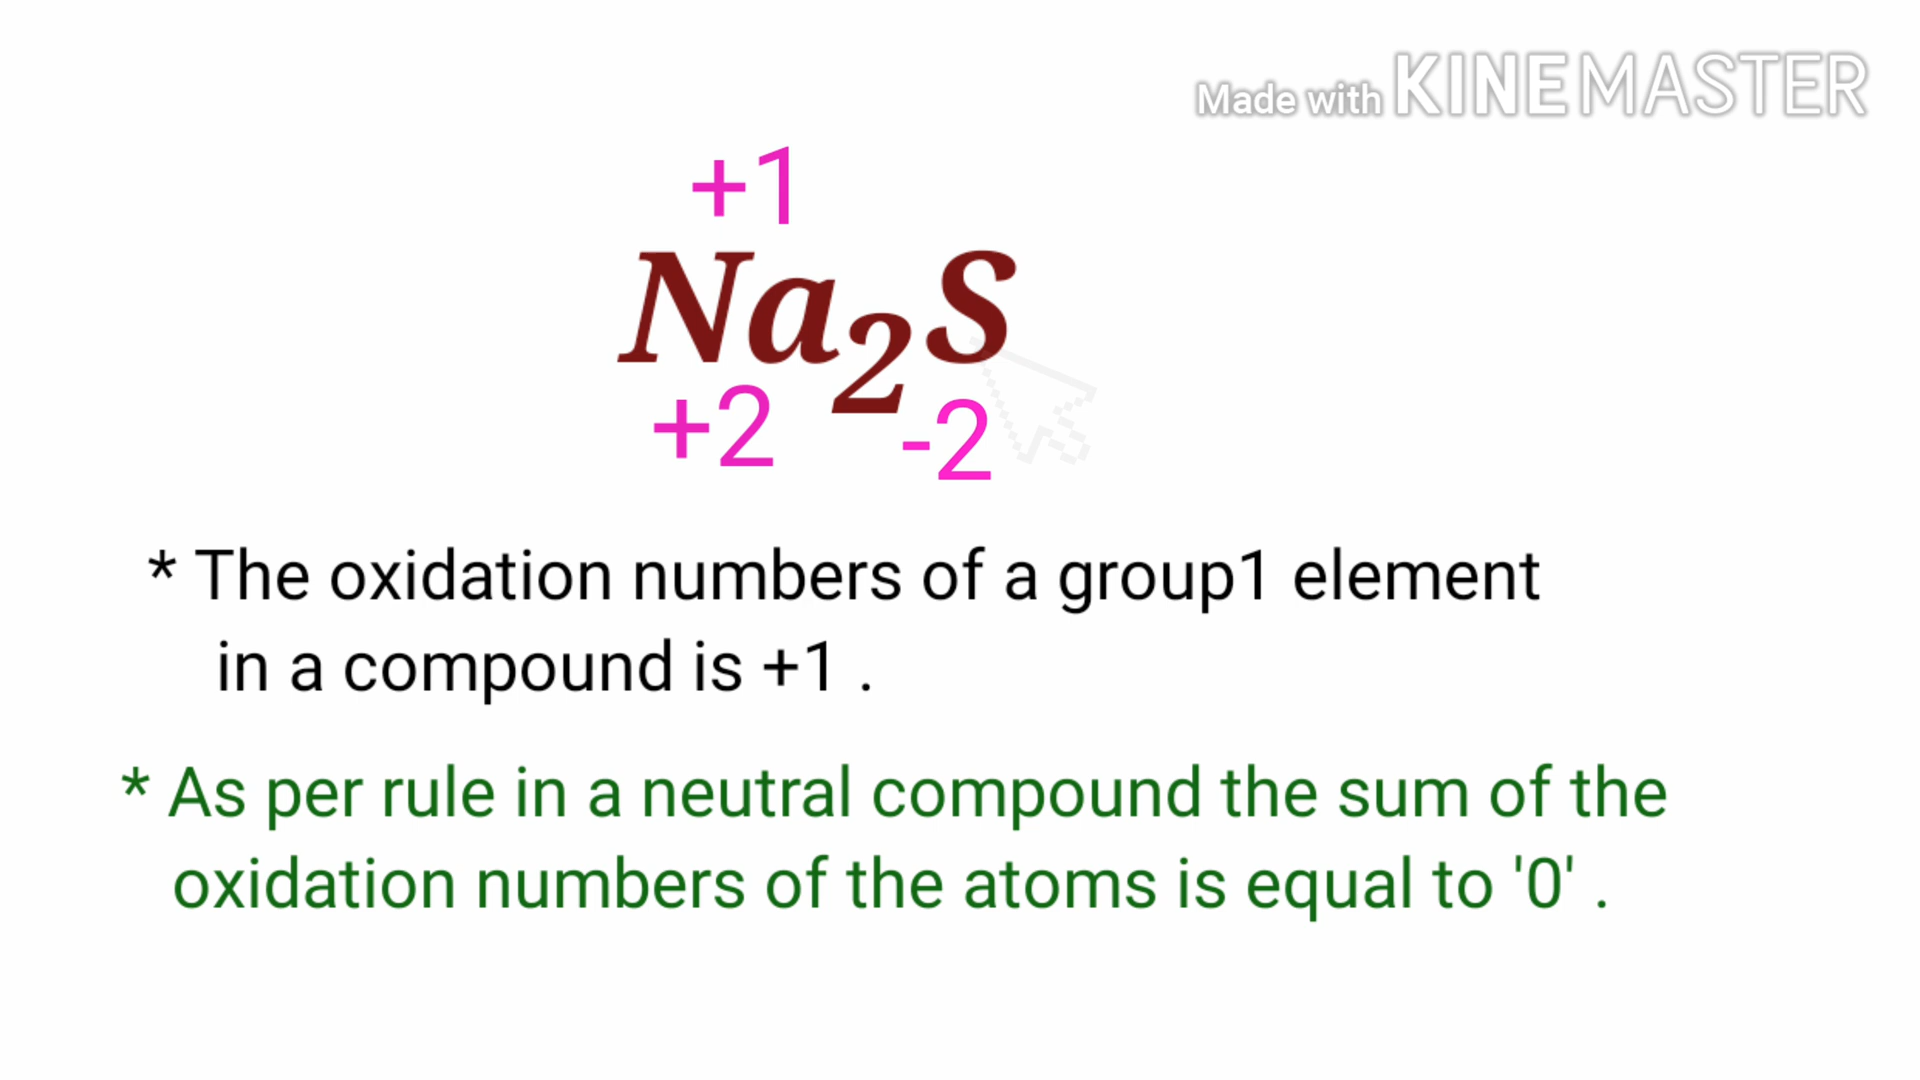 Made with KINEMASTER
+1
Na2S
+2 -2
* The oxidation numbers of a group1 element
in a compound is +1 .
* As per rule in a neutral compound the sum of the
oxidation numbers of the atoms is equal to '0' .